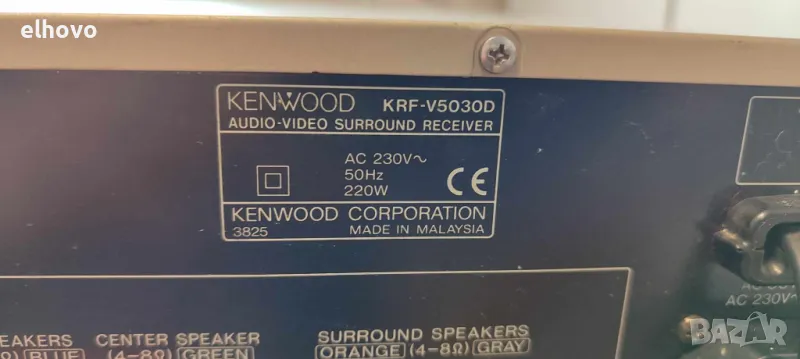 elhovo
KENWOOD KRF-V5030D
AUDIO-VIDEO SURROUND RECEIVER
AC 230V~
50Hz
220W
CE
KENWOOD CORPORATION
3825 MADE IN MALAYSIA
AC 230V~
EAKERS CENTER SPEAKER SURROUND SPEAKERS
Ω) BLUE (4-8Ω) GREEN ORANGE (4-8Ω) GRAY
BAZAR